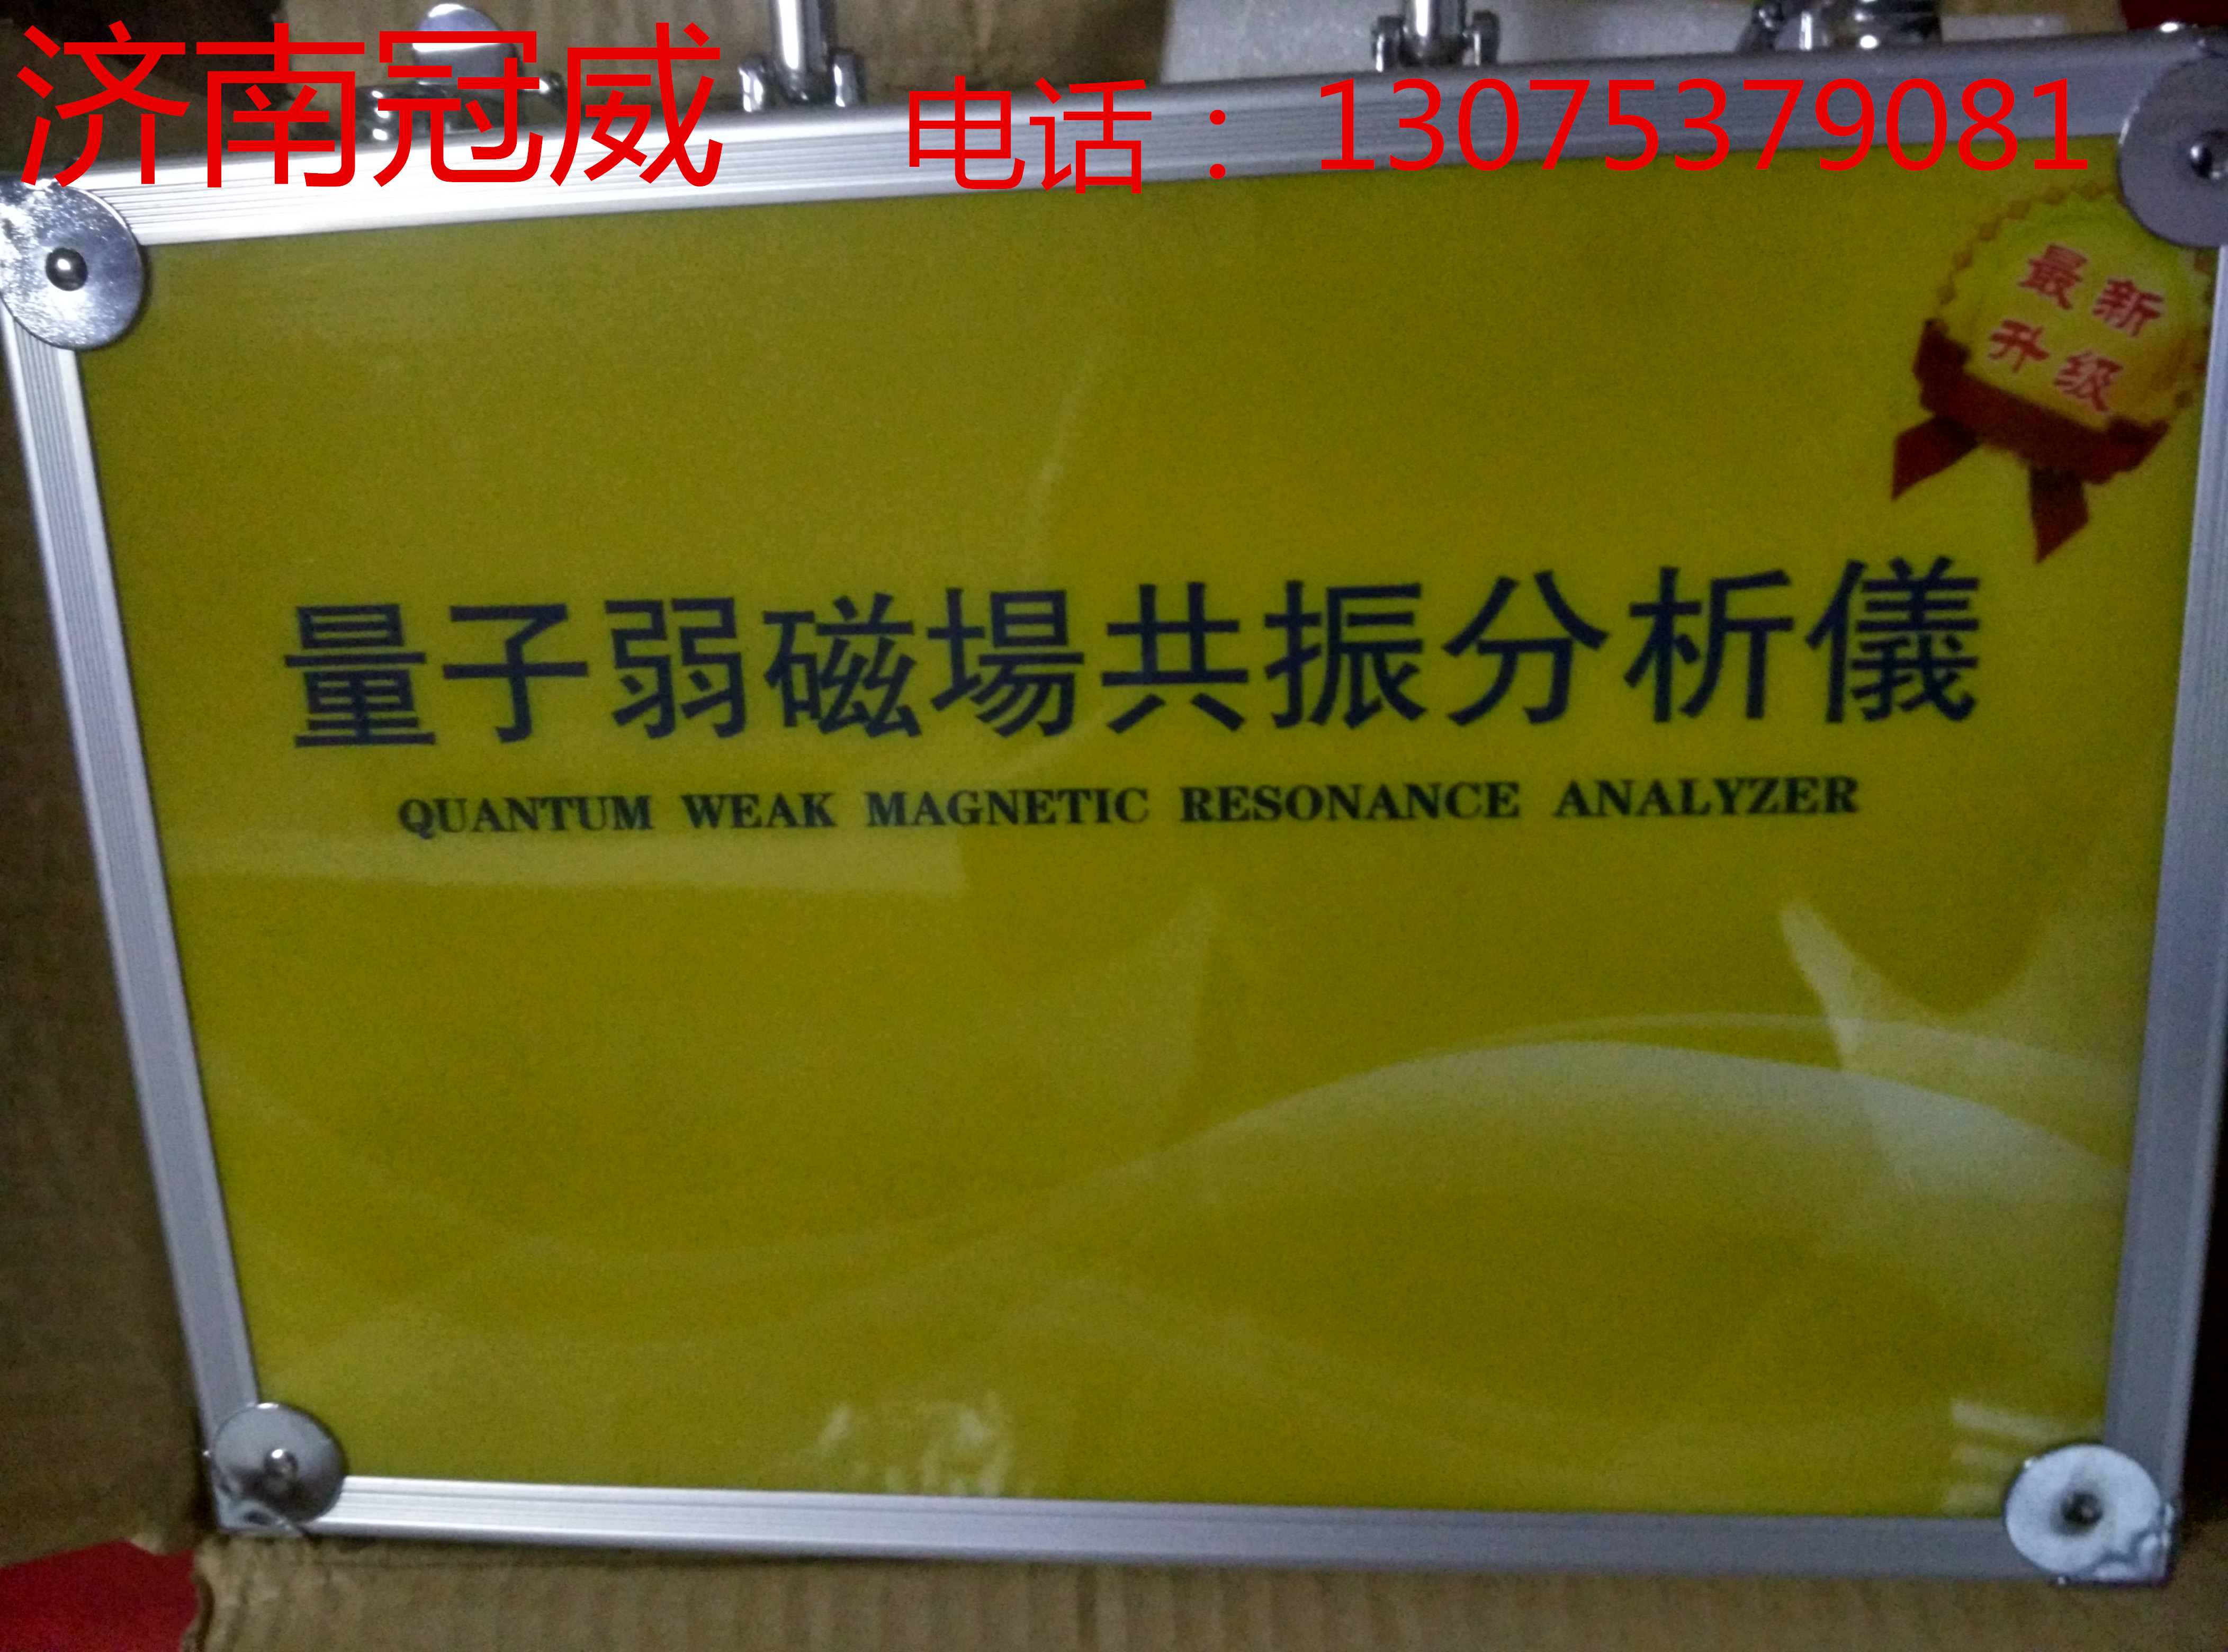 济南冠威 电话：13075379081
最新
升级
量子弱磁場共振分析儀
QUANTUM WEAK MAGNETIC RESONANCE ANALYZER